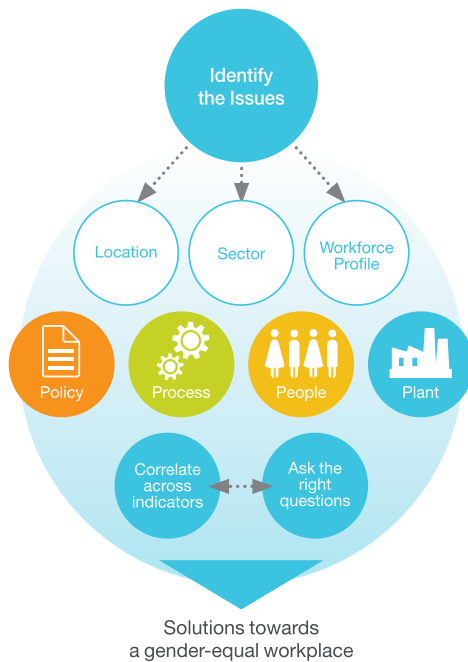 Identify
the Issues
Location
Sector
Workforce
Profile
Policy
Process
People
Plant
Correlate
across
indicators
Ask the
right
questions
Solutions towards
a gender-equal workplace